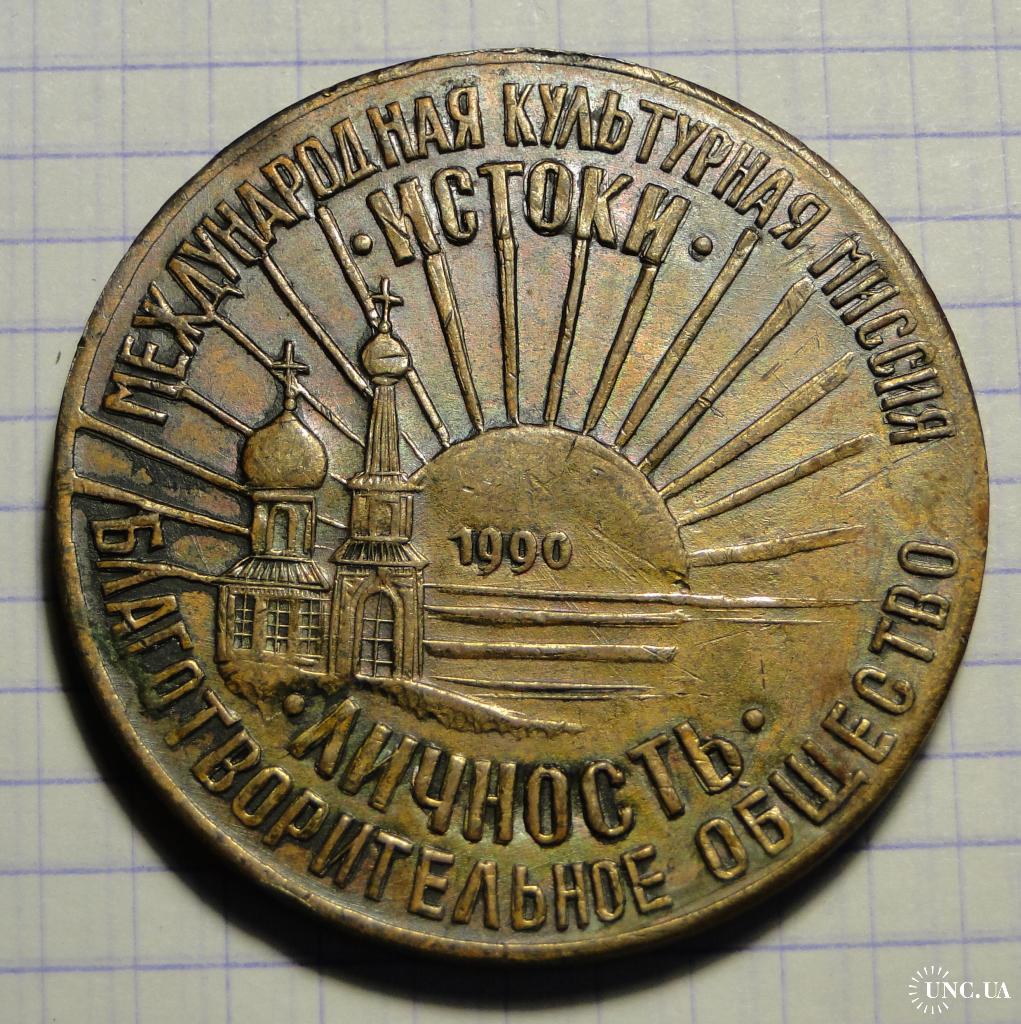 МЕЖДУНАРОДНАЯ КУЛЬТУРНАЯ МИССИЯ
·ИСТОКИ·
1990
·ЛИЧНОСТЬ·
БЛАГОТВОРИТЕЛЬНОЕ ОБЩЕСТВО
UNC.UA